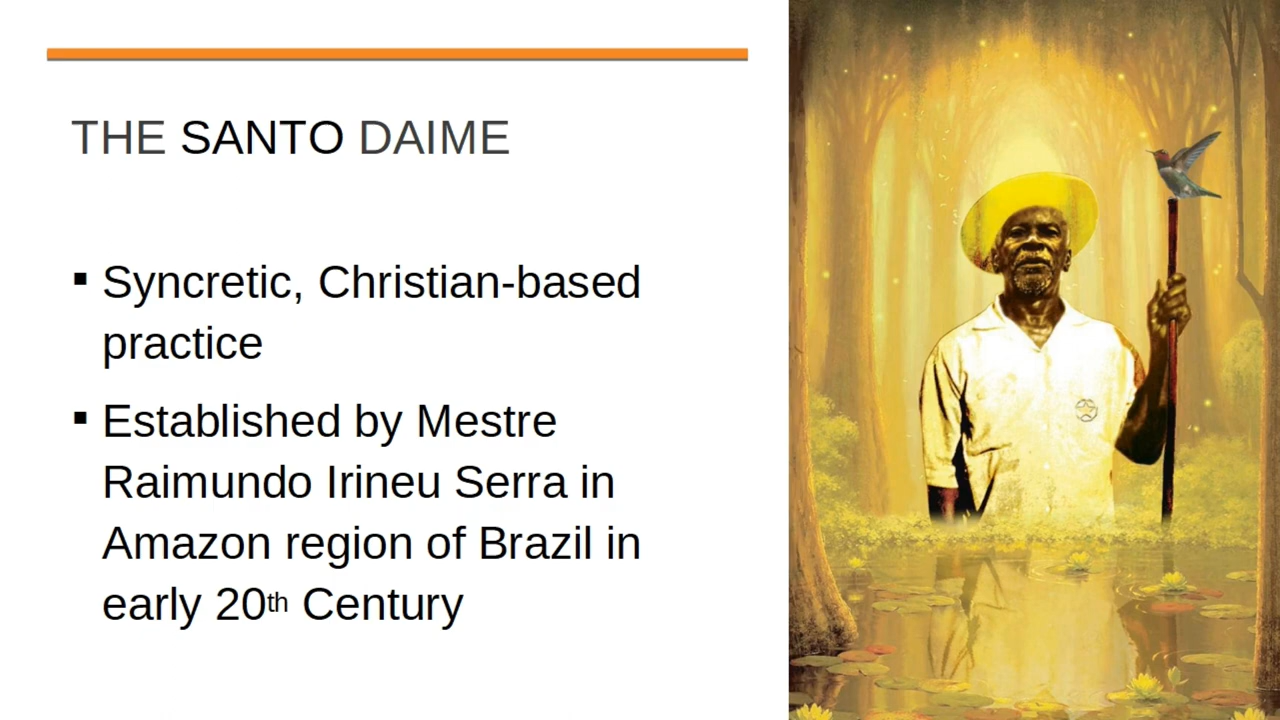 THE SANTO DAIME
▪ Syncretic, Christian-based
practice
▪ Established by Mestre
Raimundo Irineu Serra in
Amazon region of Brazil in
early 20th Century